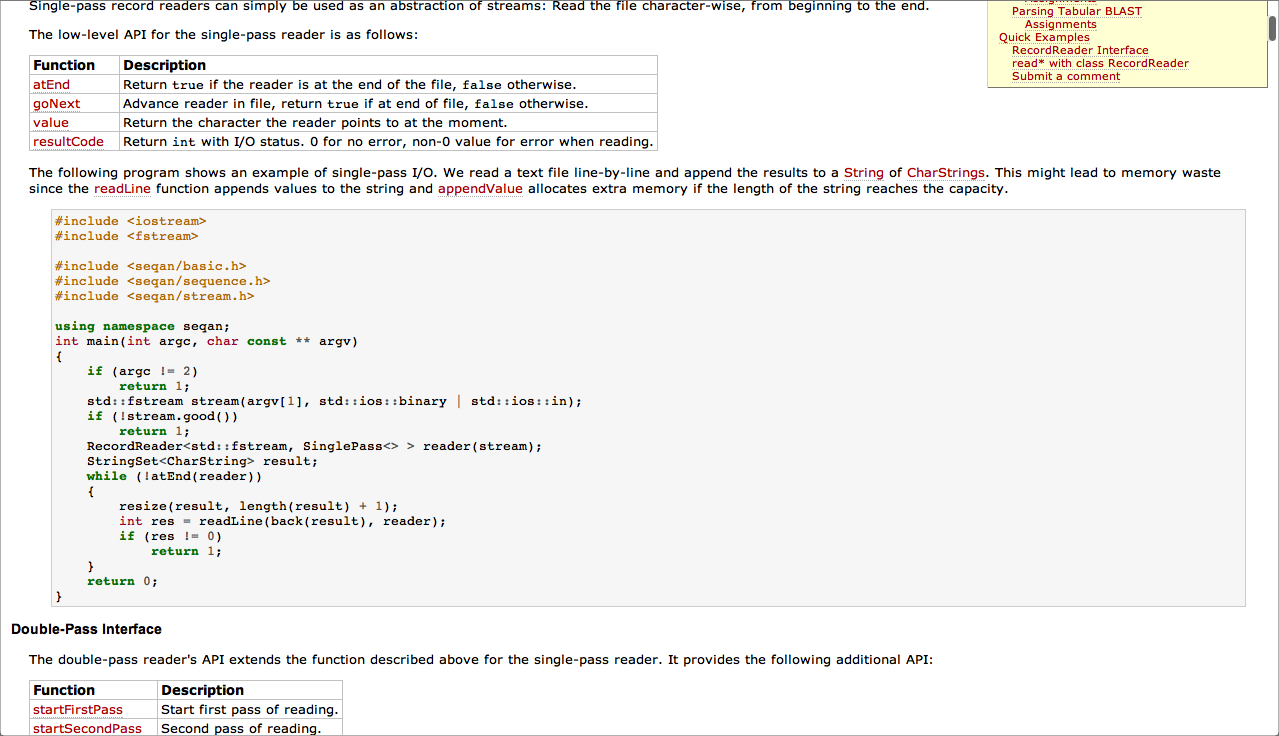 Single-pass record readers can simply be used as an abstraction of streams: Read the file character-wise, from beginning to the end.
The low-level API for the single-pass reader is as follows:
Function Description
atEnd Return true if the reader is at the end of the file, false otherwise.
goNext Advance reader in file, return true if at end of file, false otherwise.
value Return the character the reader points to at the moment.
resultCode Return int with I/O status. 0 for no error, non-0 value for error when reading.
Parsing Tabular BLAST
Assignments
Quick Examples
RecordReader Interface
read* with class RecordReader
Submit a comment
The following program shows an example of single-pass I/O. We read a text file line-by-line and append the results to a String of CharStrings. This might lead to memory waste
since the readLine function appends values to the string and appendValue allocates extra memory if the length of the string reaches the capacity.
#include <iostream>
#include <fstream>
#include <seqan/basic.h>
#include <seqan/sequence.h>
#include <seqan/stream.h>
using namespace seqan;
int main(int argc, char const ** argv)
{
    if (argc != 2)
        return 1;
    std::fstream stream(argv[1], std::ios::binary | std::ios::in);
    if (!stream.good())
        return 1;
    RecordReader<std::fstream, SinglePass<> > reader(stream);
    StringSet<CharString> result;
    while (!atEnd(reader))
    {
        resize(result, length(result) + 1);
        int res = readLine(back(result), reader);
        if (res != 0)
            return 1;
    }
    return 0;
}
Double-Pass Interface
The double-pass reader's API extends the function described above for the single-pass reader. It provides the following additional API:
Function Description
startFirstPass Start first pass of reading.
startSecondPass Second pass of reading.